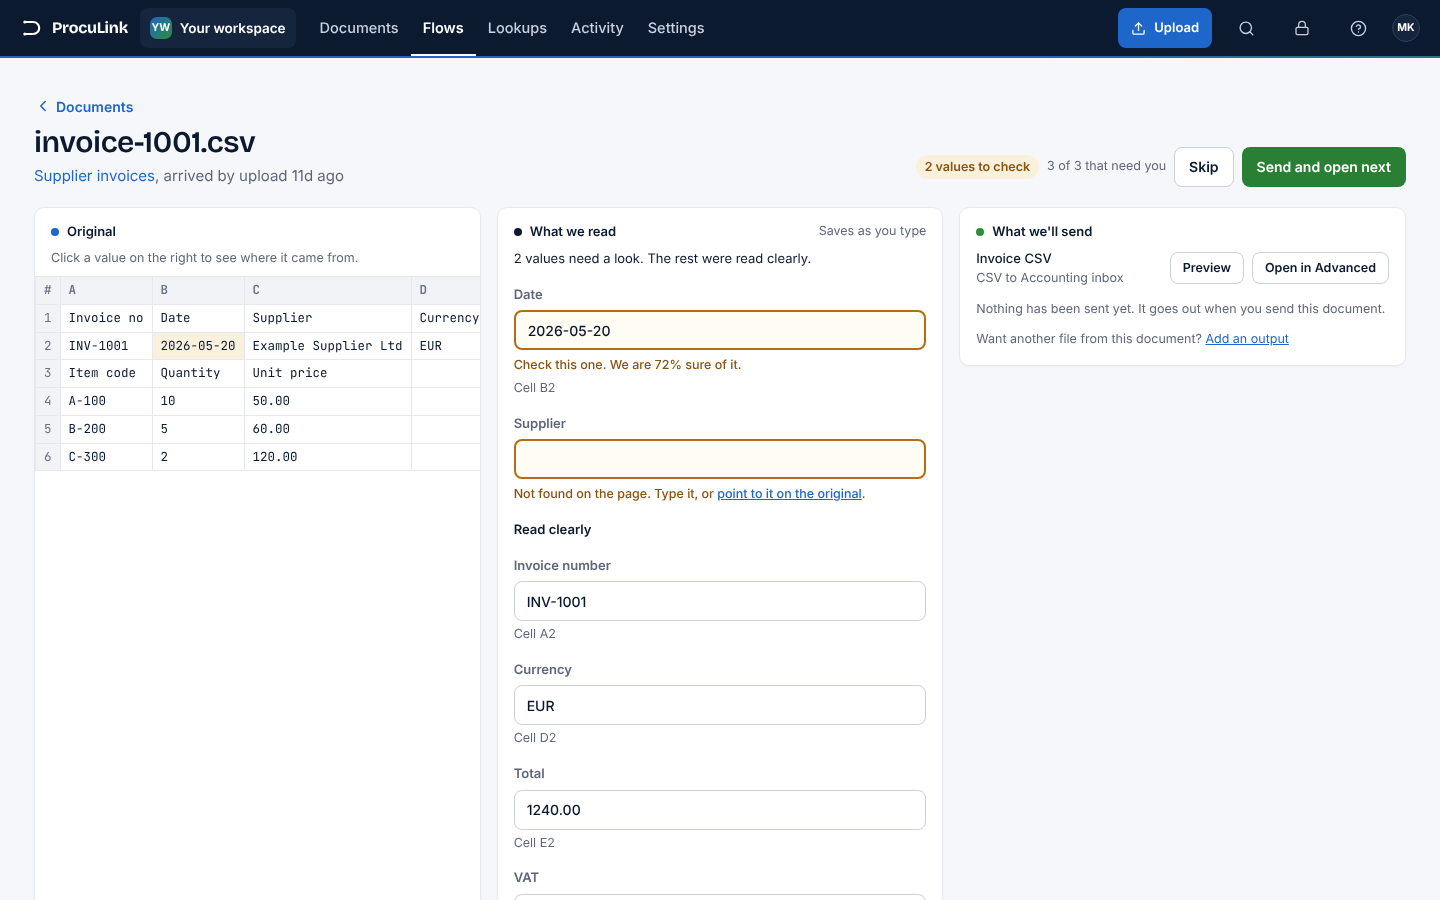 ProcuLink
YW Your workspace
Documents
Flows
Lookups
Activity
Settings
Upload
MK
Documents
invoice-1001.csv
Supplier invoices, arrived by upload 11d ago
2 values to check
3 of 3 that need you
Skip
Send and open next
Original
Click a value on the right to see where it came from.
# A B C D
1 Invoice no Date Supplier Currency
2 INV-1001 2026-05-20 Example Supplier Ltd EUR
3 Item code Quantity Unit price
4 A-100 10 50.00
5 B-200 5 60.00
6 C-300 2 120.00
What we read
Saves as you type
2 values need a look. The rest were read clearly.
Date
2026-05-20
Check this one. We are 72% sure of it.
Cell B2
Supplier
Not found on the page. Type it, or point to it on the original.
Read clearly
Invoice number
INV-1001
Cell A2
Currency
EUR
Cell D2
Total
1240.00
Cell E2
VAT
What we'll send
Invoice CSV
CSV to Accounting inbox
Preview
Open in Advanced
Nothing has been sent yet. It goes out when you send this document.
Want another file from this document? Add an output